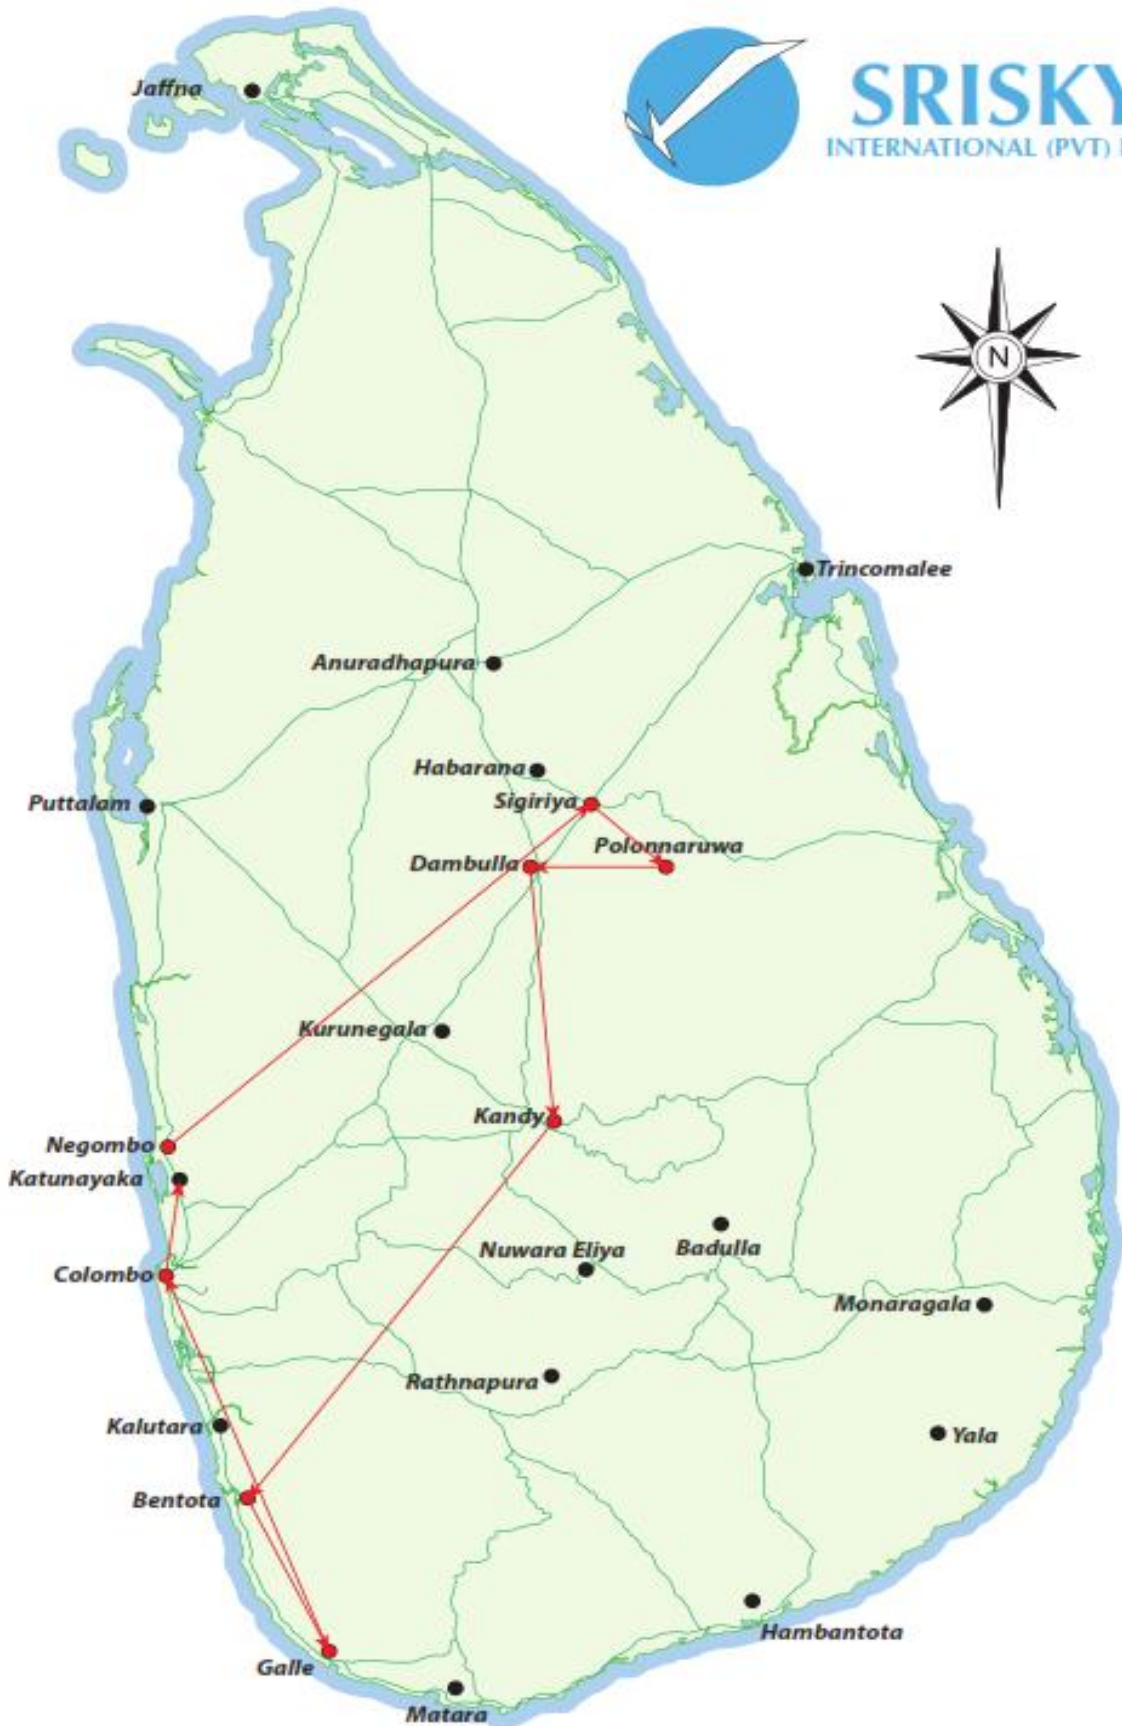 Jaffna
SRISKY
INTERNATIONAL (PVT)
N
Trincomalee
Anuradhapura
Habarana
Sigiriya
Puttalam
Polonnaruwa
Dambulla
Kurunegala
Kandy
Negombo
Katunayaka
Nuwara Eliya
Badulla
Colombo
Monaragala
Rathnapura
Kalutara
Yala
Bentota
Hambantota
Galle
Matara